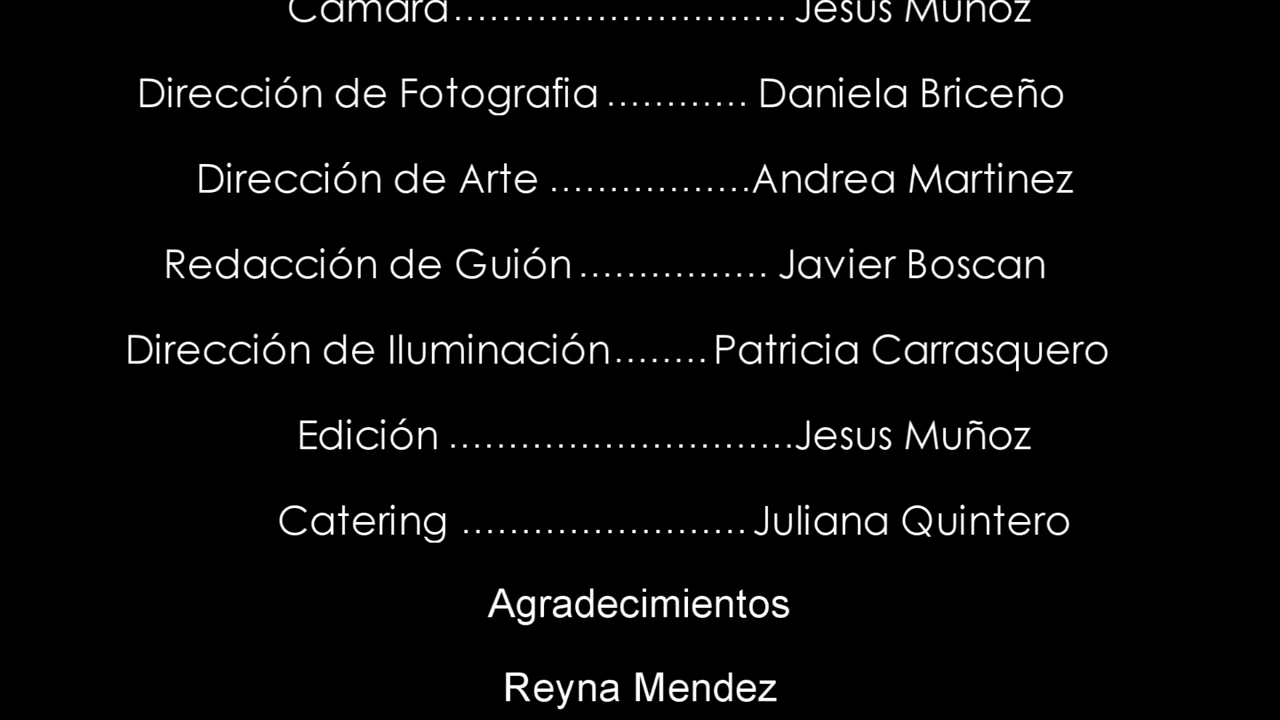 Camara............................Jesus Muñoz
Dirección de Fotografia ............ Daniela Briceño
Dirección de Arte .................Andrea Martinez
Redacción de Guión................ Javier Boscan
Dirección de Iluminación........Patricia Carrasquero
Edición .............................Jesus Muñoz
Catering ........................Juliana Quintero
Agradecimientos
Reyna Mendez